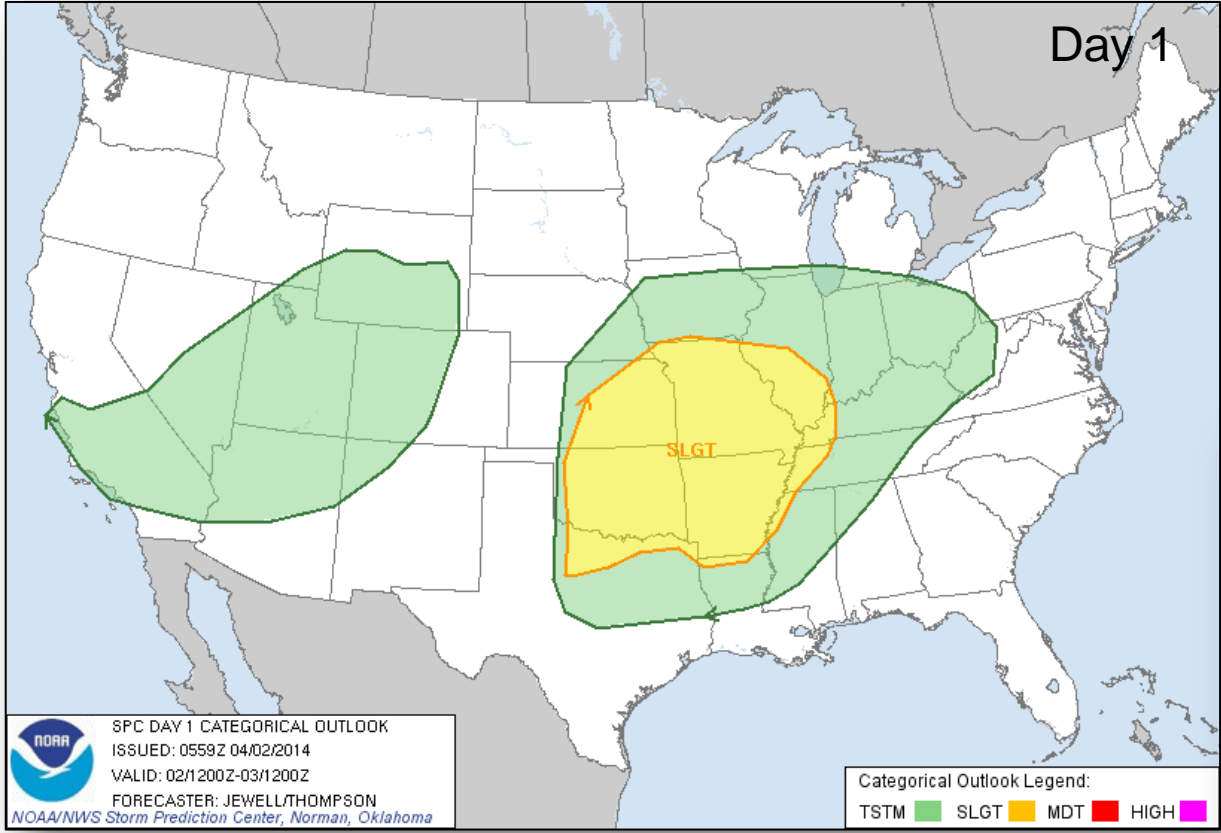 Day 1
SLGT
NOAA
SPC DAY 1 CATEGORICAL OUTLOOK
ISSUED: 0559Z 04/02/2014
VALID: 02/1200Z-03/1200Z
FORECASTER: JEWELL/THOMPSON
NOAA/NWS Storm Prediction Center, Norman, Oklahoma
Categorical Outlook Legend:
TSTM SLGT MDT HIGH